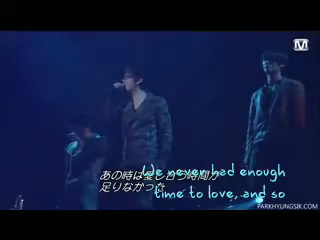 M
あの時は愛し合う時間が
足りなかった
We never had enough
time to love, and so
PARKHYUNGSIK.COM